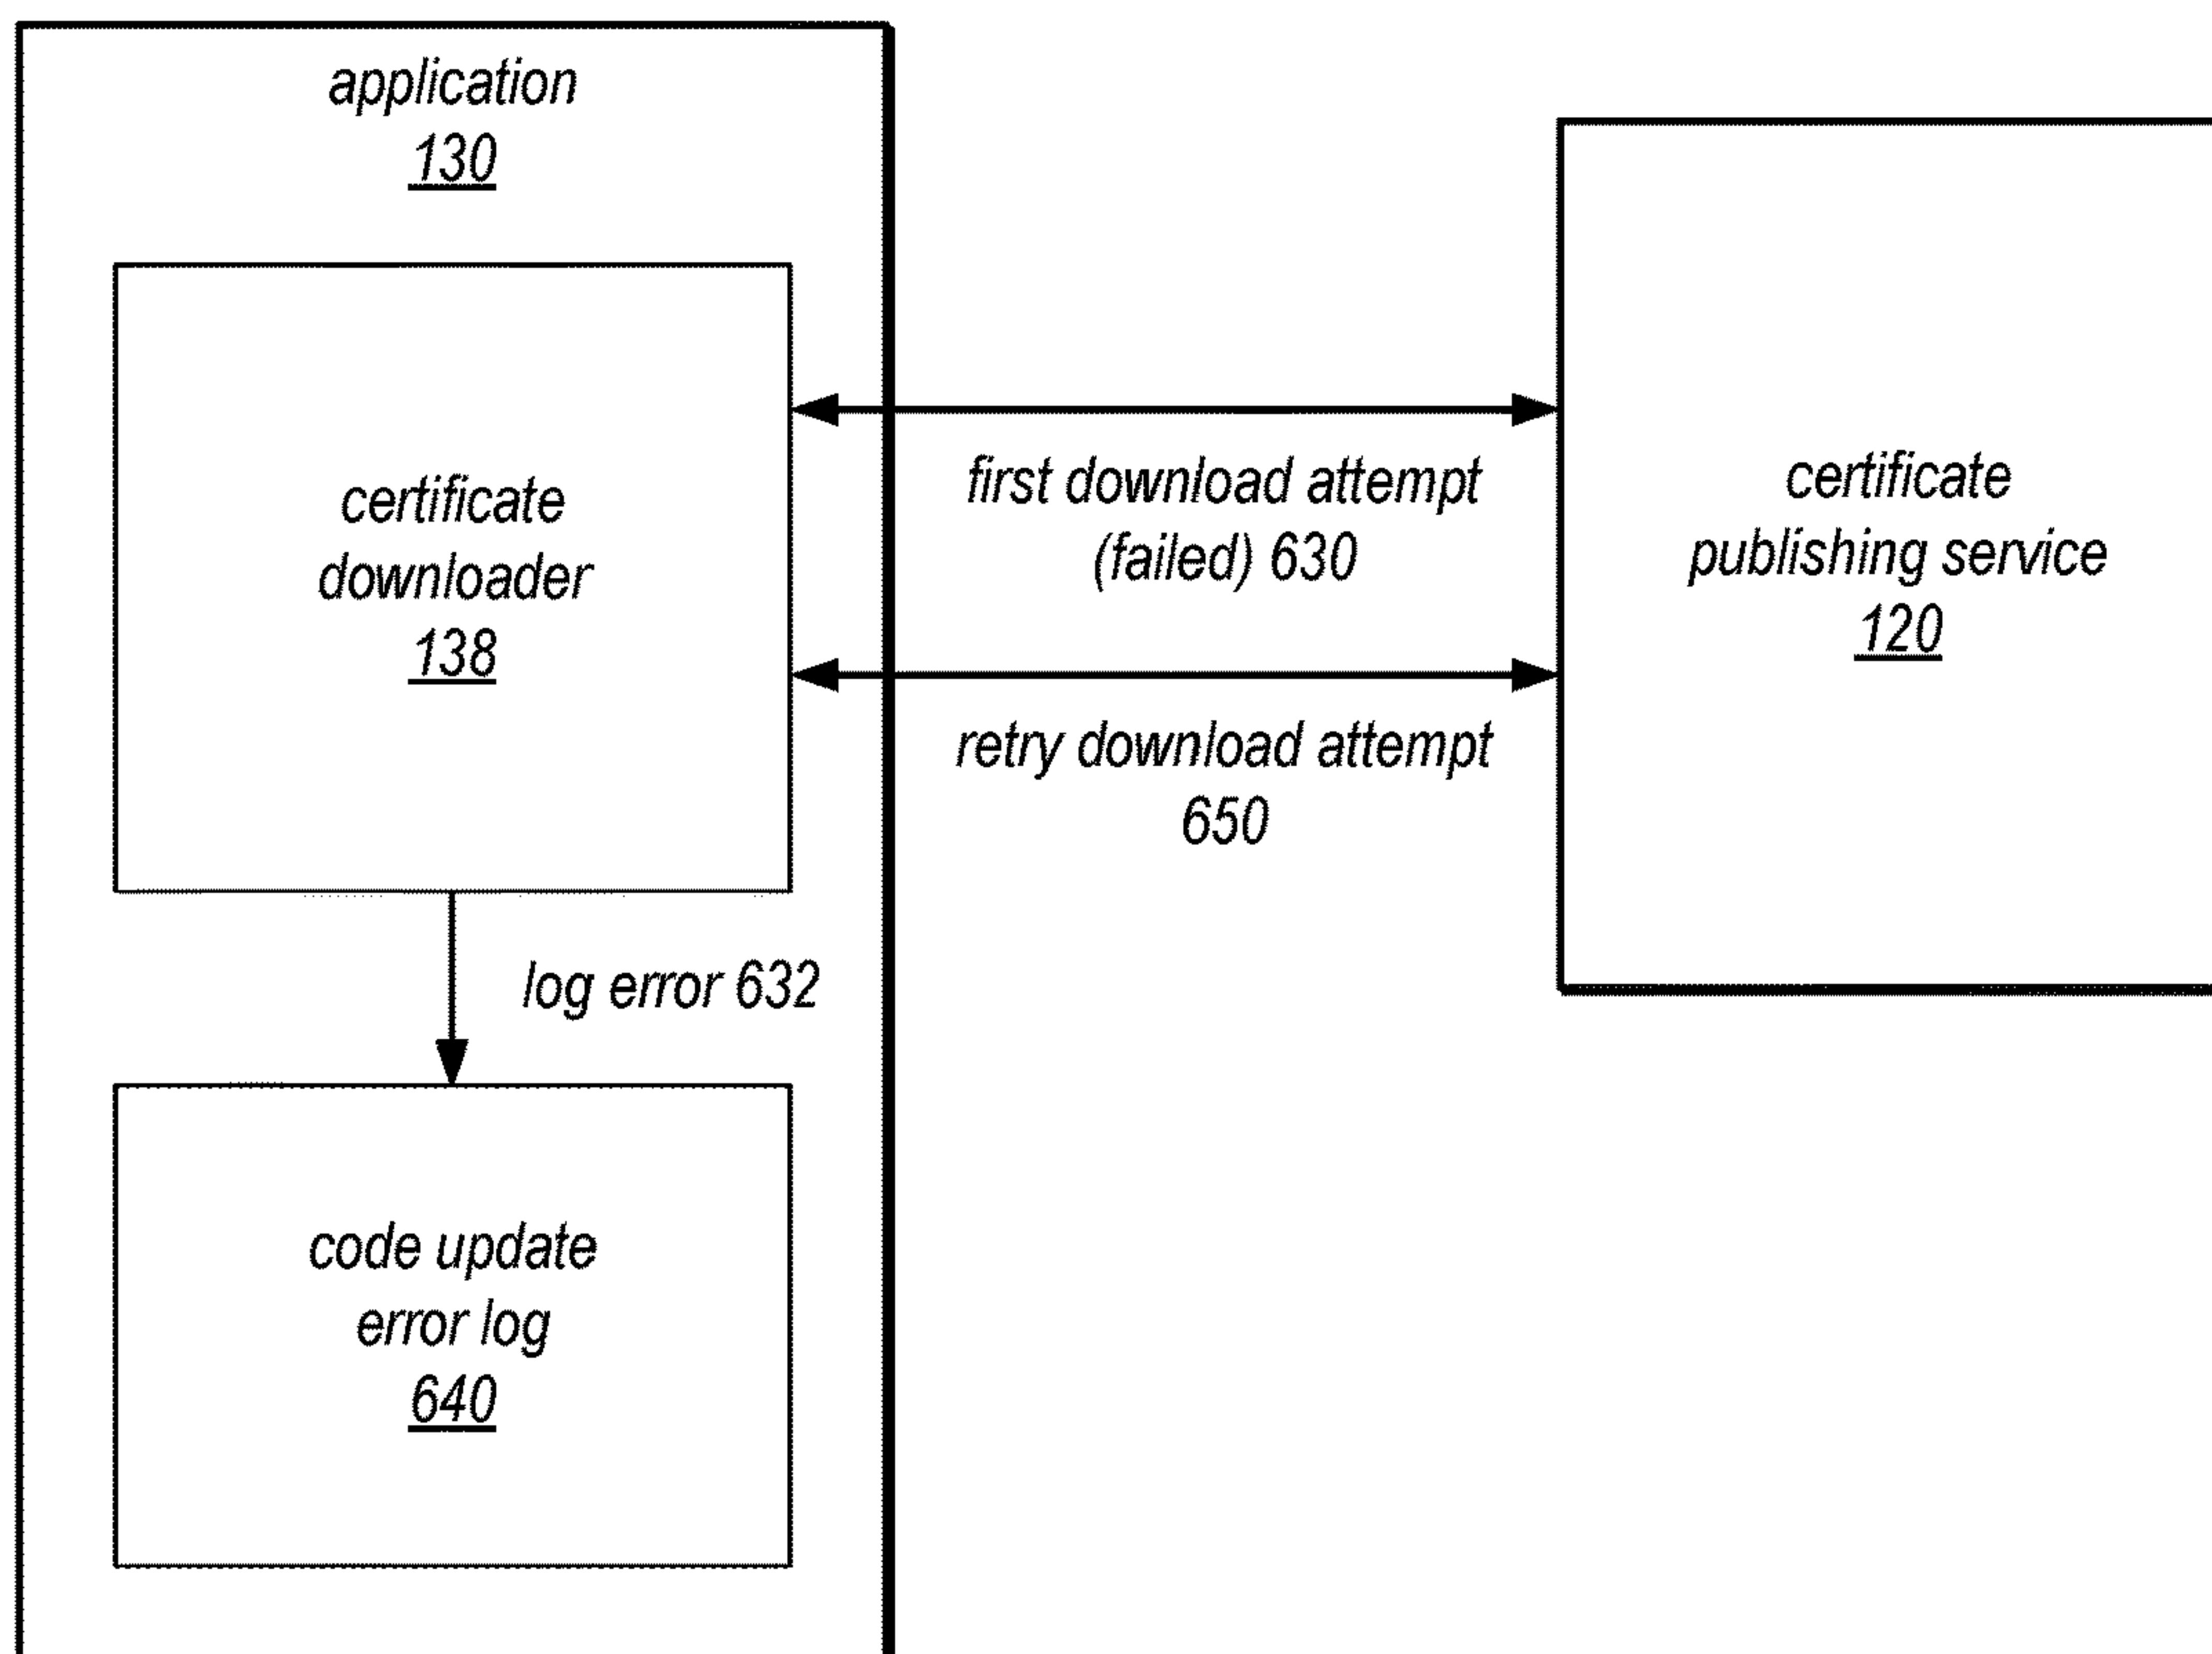 application
130
certificate
downloader
138
first download attempt
(failed) 630
retry download attempt
650
certificate
publishing service
120
log error 632
code update
error log
640